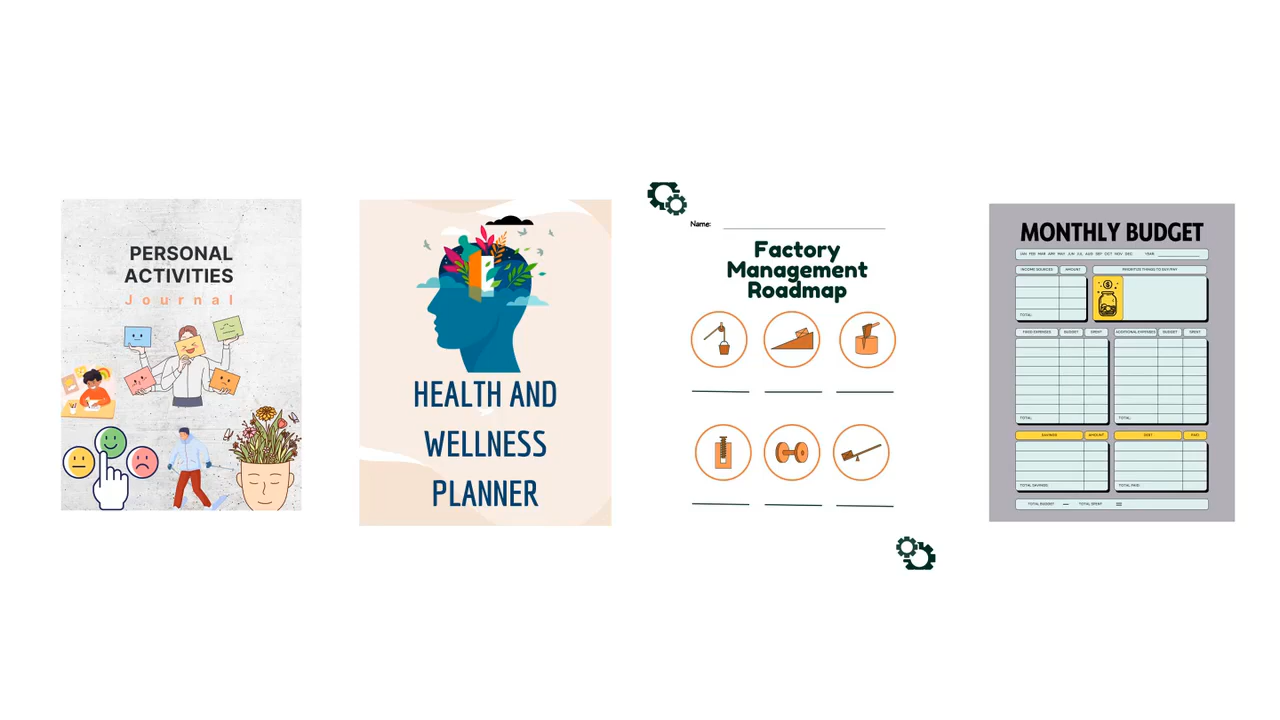 PERSONAL
ACTIVITIES
Journal
HEALTH AND
WELLNESS
PLANNER
Name:
Factory
Management
Roadmap
MONTHLY BUDGET
JAN FEB MAR APR MAY JUN JUL AUG SEP OCT NOV DEC YEAR:
INCOME SOURCES AMOUNT
TOTAL:
FIXED EXPENSES BUDGET SPENT ADDITIONAL EXPENSES BUDGET SPENT
TOTAL: TOTAL:
SAVINGS AMOUNT DEBT PAID
TOTAL SAVINGS: TOTAL PAID:
TOTAL BUDGET — TOTAL SPENT =